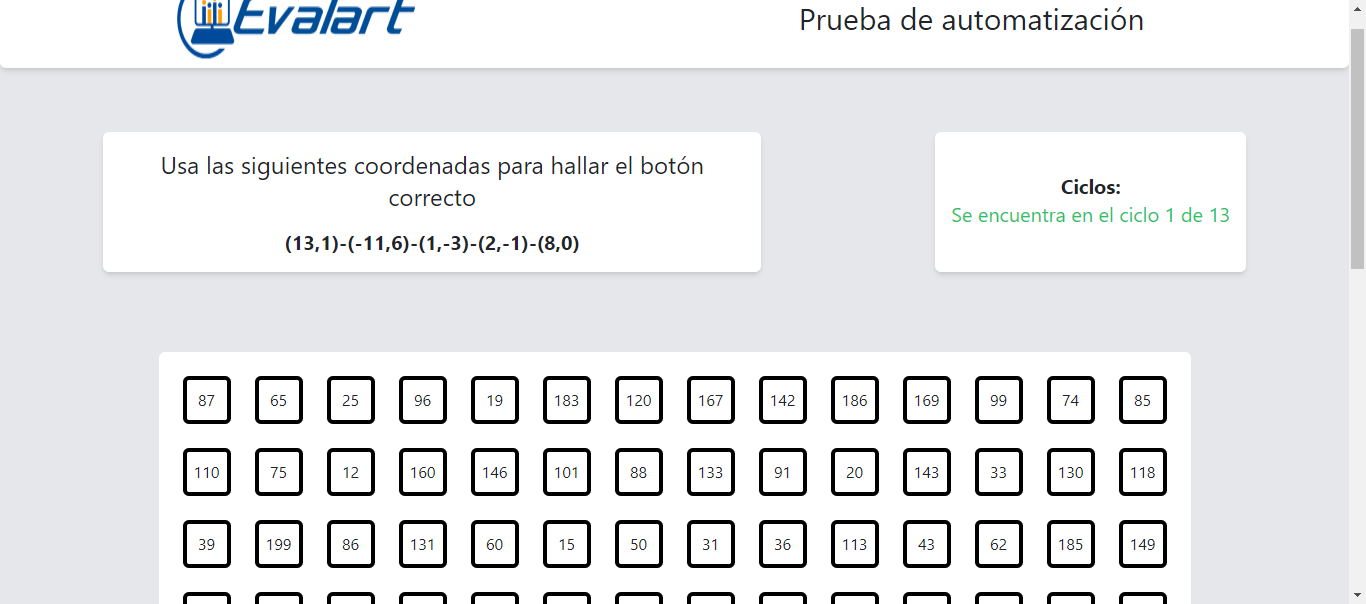 Evalart
Prueba de automatización
Usa las siguientes coordenadas para hallar el botón
correcto
(13,1)-(-11,6)-(1,-3)-(2,-1)-(8,0)
Ciclos:
Se encuentra en el ciclo 1 de 13
87 65 25 96 19 183 120 167 142 186 169 99 74 85
110 75 12 160 146 101 88 133 91 20 143 33 130 118
39 199 86 131 60 15 50 31 36 113 43 62 185 149